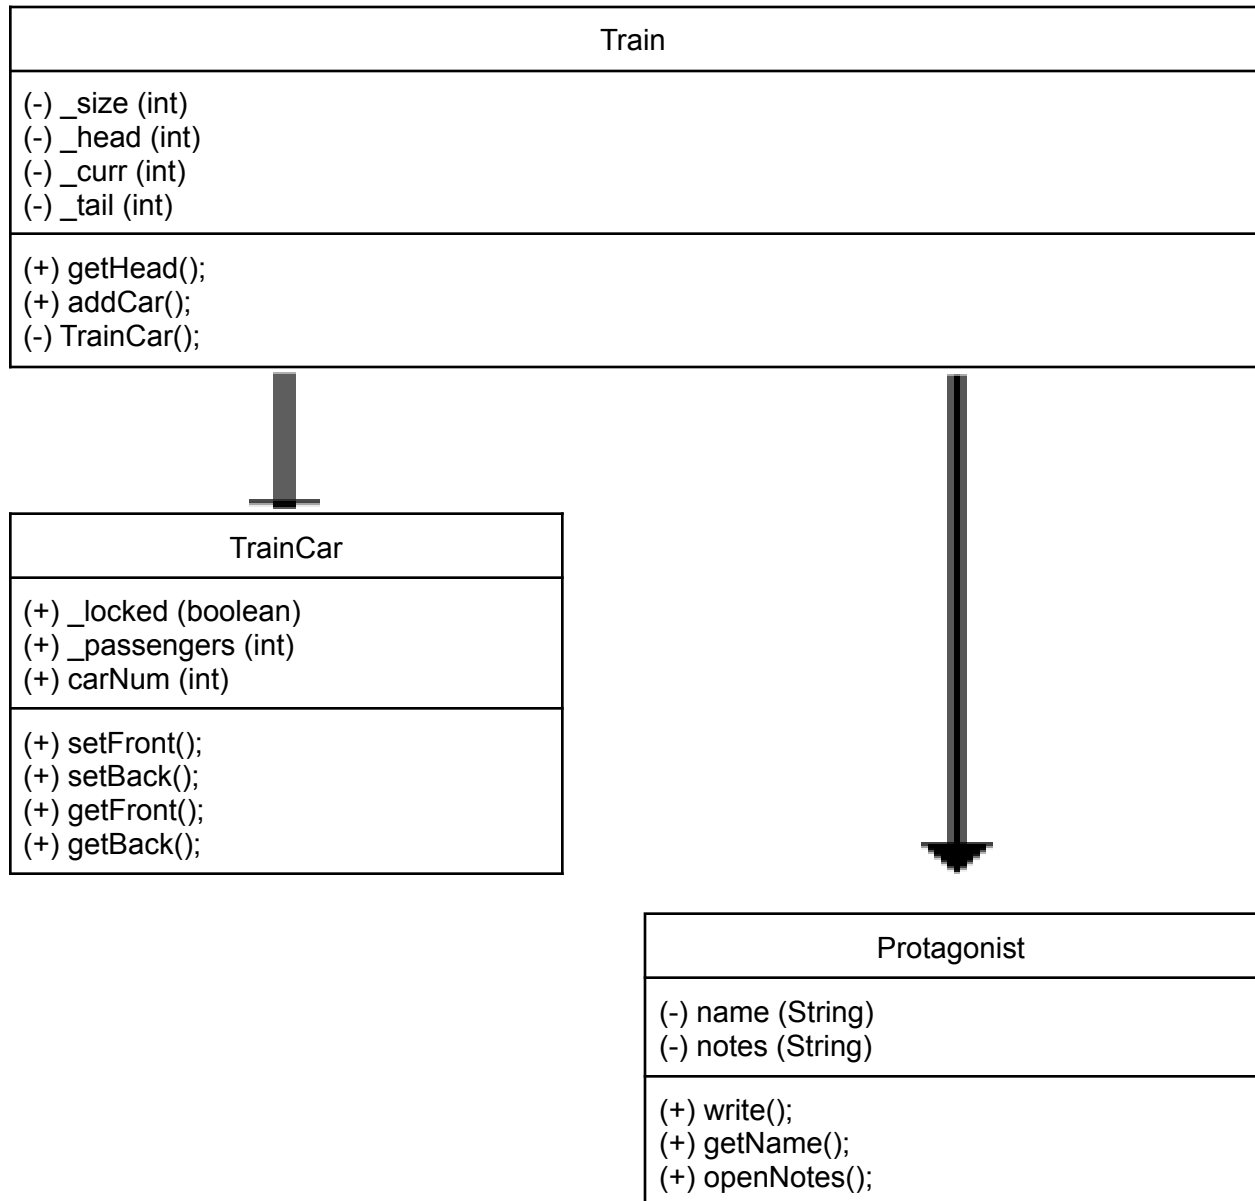 Train
(-) _size (int)
(-) _head (int)
(-) _curr (int)
(-) _tail (int)
(+) getHead();
(+) addCar();
(-) TrainCar();
TrainCar
(+) _locked (boolean)
(+) _passengers (int)
(+) carNum (int)
(+) setFront();
(+) setBack();
(+) getFront();
(+) getBack();
Protagonist
(-) name (String)
(-) notes (String)
(+) write();
(+) getName();
(+) openNotes();